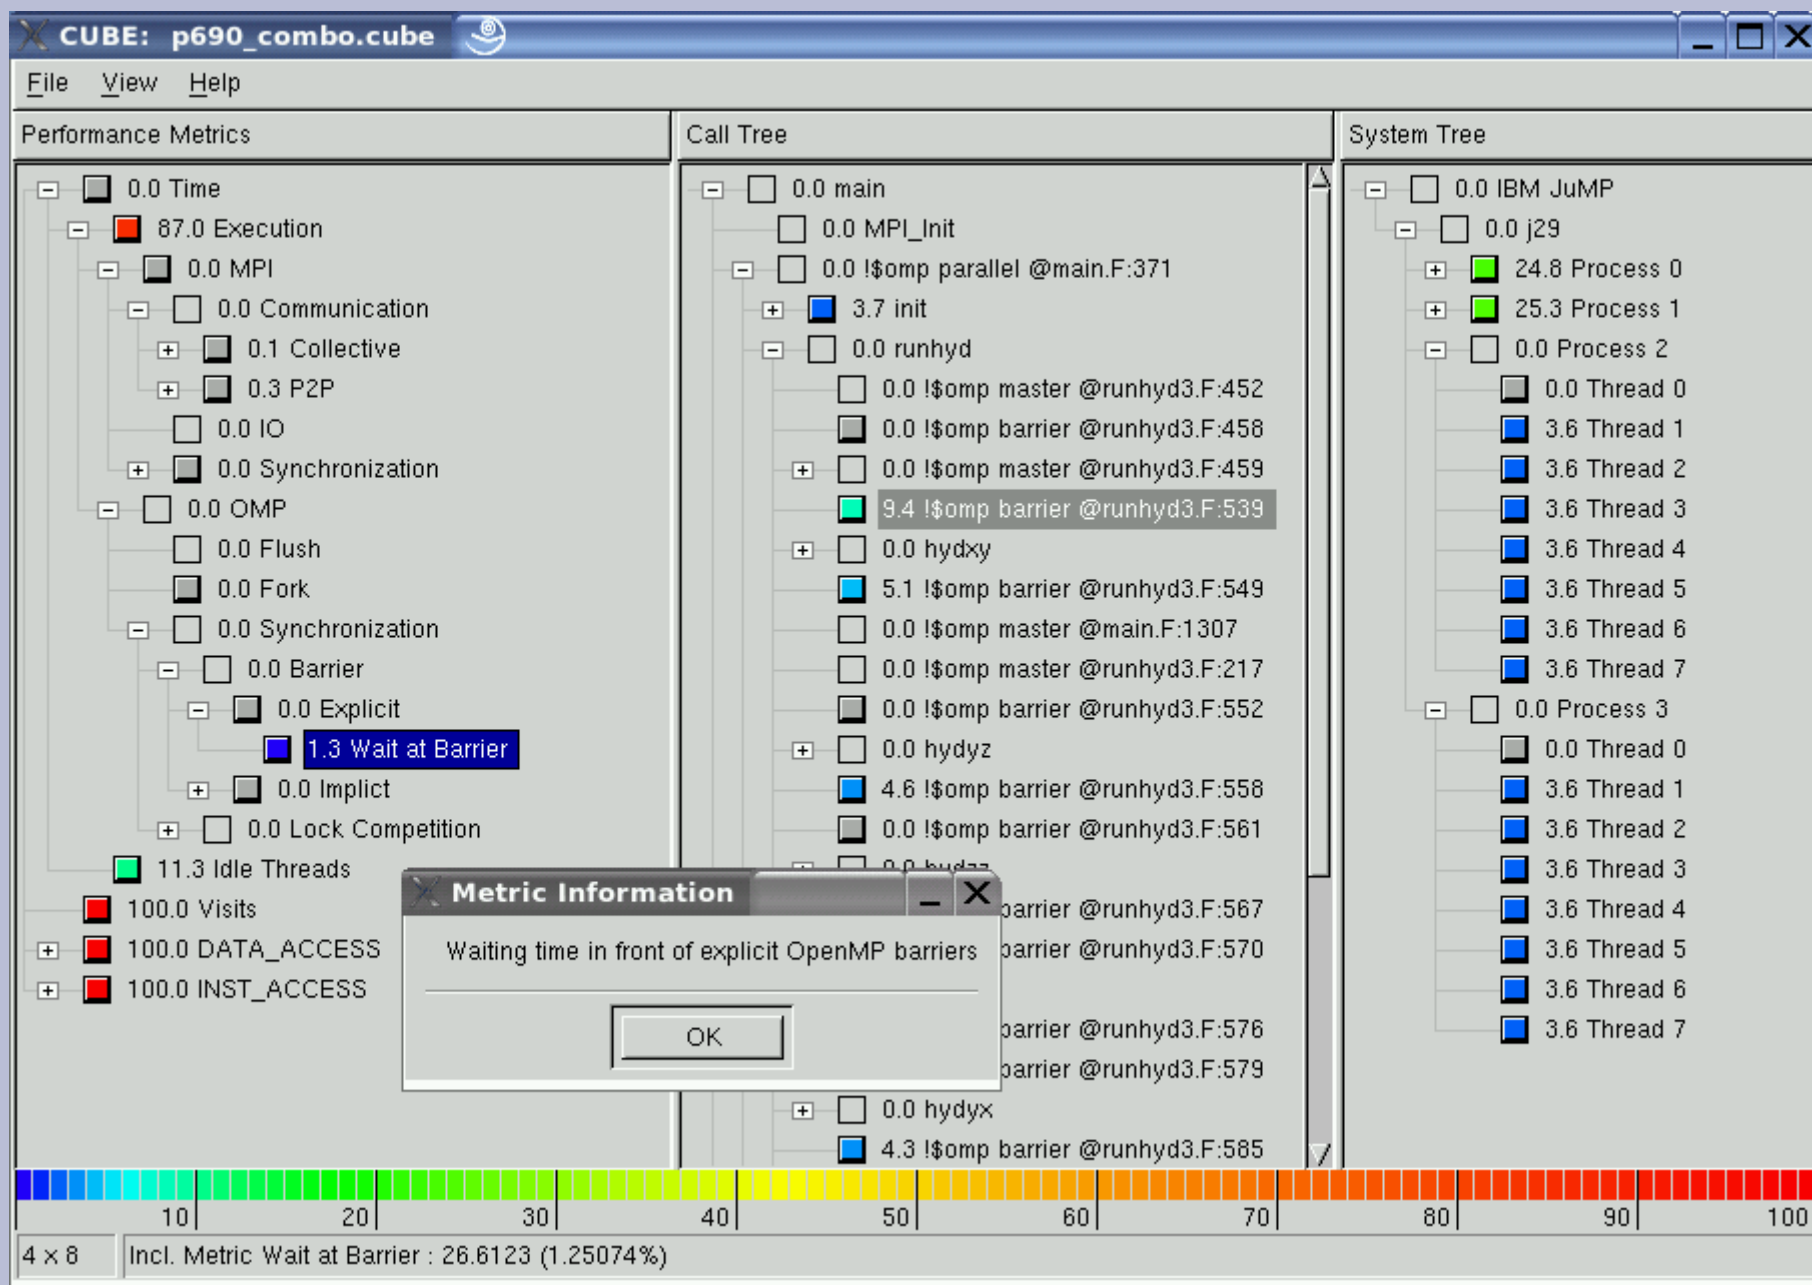 CUBE: p690_combo.cube
File View Help
Performance Metrics
0.0 Time
87.0 Execution
0.0 MPI
0.0 Communication
0.1 Collective
0.3 P2P
0.0 IO
0.0 Synchronization
0.0 OMP
0.0 Flush
0.0 Fork
0.0 Synchronization
0.0 Barrier
0.0 Explicit
1.3 Wait at Barrier
0.0 Implict
0.0 Lock Competition
11.3 Idle Threads
100.0 Visits
100.0 DATA_ACCESS
100.0 INST_ACCESS
Call Tree
0.0 main
0.0 MPI_Init
0.0 !$omp parallel @main.F:371
3.7 init
0.0 runhyd
0.0 !$omp master @runhyd3.F:452
0.0 !$omp barrier @runhyd3.F:458
0.0 !$omp master @runhyd3.F:459
9.4 !$omp barrier @runhyd3.F:539
0.0 hydxy
5.1 !$omp barrier @runhyd3.F:549
0.0 !$omp master @main.F:1307
0.0 !$omp master @runhyd3.F:217
0.0 !$omp barrier @runhyd3.F:552
0.0 hydyz
4.6 !$omp barrier @runhyd3.F:558
0.0 !$omp barrier @runhyd3.F:561
0.0 hydzz
barrier @runhyd3.F:567
barrier @runhyd3.F:570
barrier @runhyd3.F:576
barrier @runhyd3.F:579
0.0 hydyx
4.3 !$omp barrier @runhyd3.F:585
System Tree
0.0 IBM JuMP
0.0 j29
24.8 Process 0
25.3 Process 1
0.0 Process 2
0.0 Thread 0
3.6 Thread 1
3.6 Thread 2
3.6 Thread 3
3.6 Thread 4
3.6 Thread 5
3.6 Thread 6
3.6 Thread 7
0.0 Process 3
0.0 Thread 0
3.6 Thread 1
3.6 Thread 2
3.6 Thread 3
3.6 Thread 4
3.6 Thread 5
3.6 Thread 6
3.6 Thread 7
Metric Information
Waiting time in front of explicit OpenMP barriers
OK
10 20 30 40 50 60 70 80 90 100
4 x 8 Incl. Metric Wait at Barrier : 26.6123 (1.25074%)